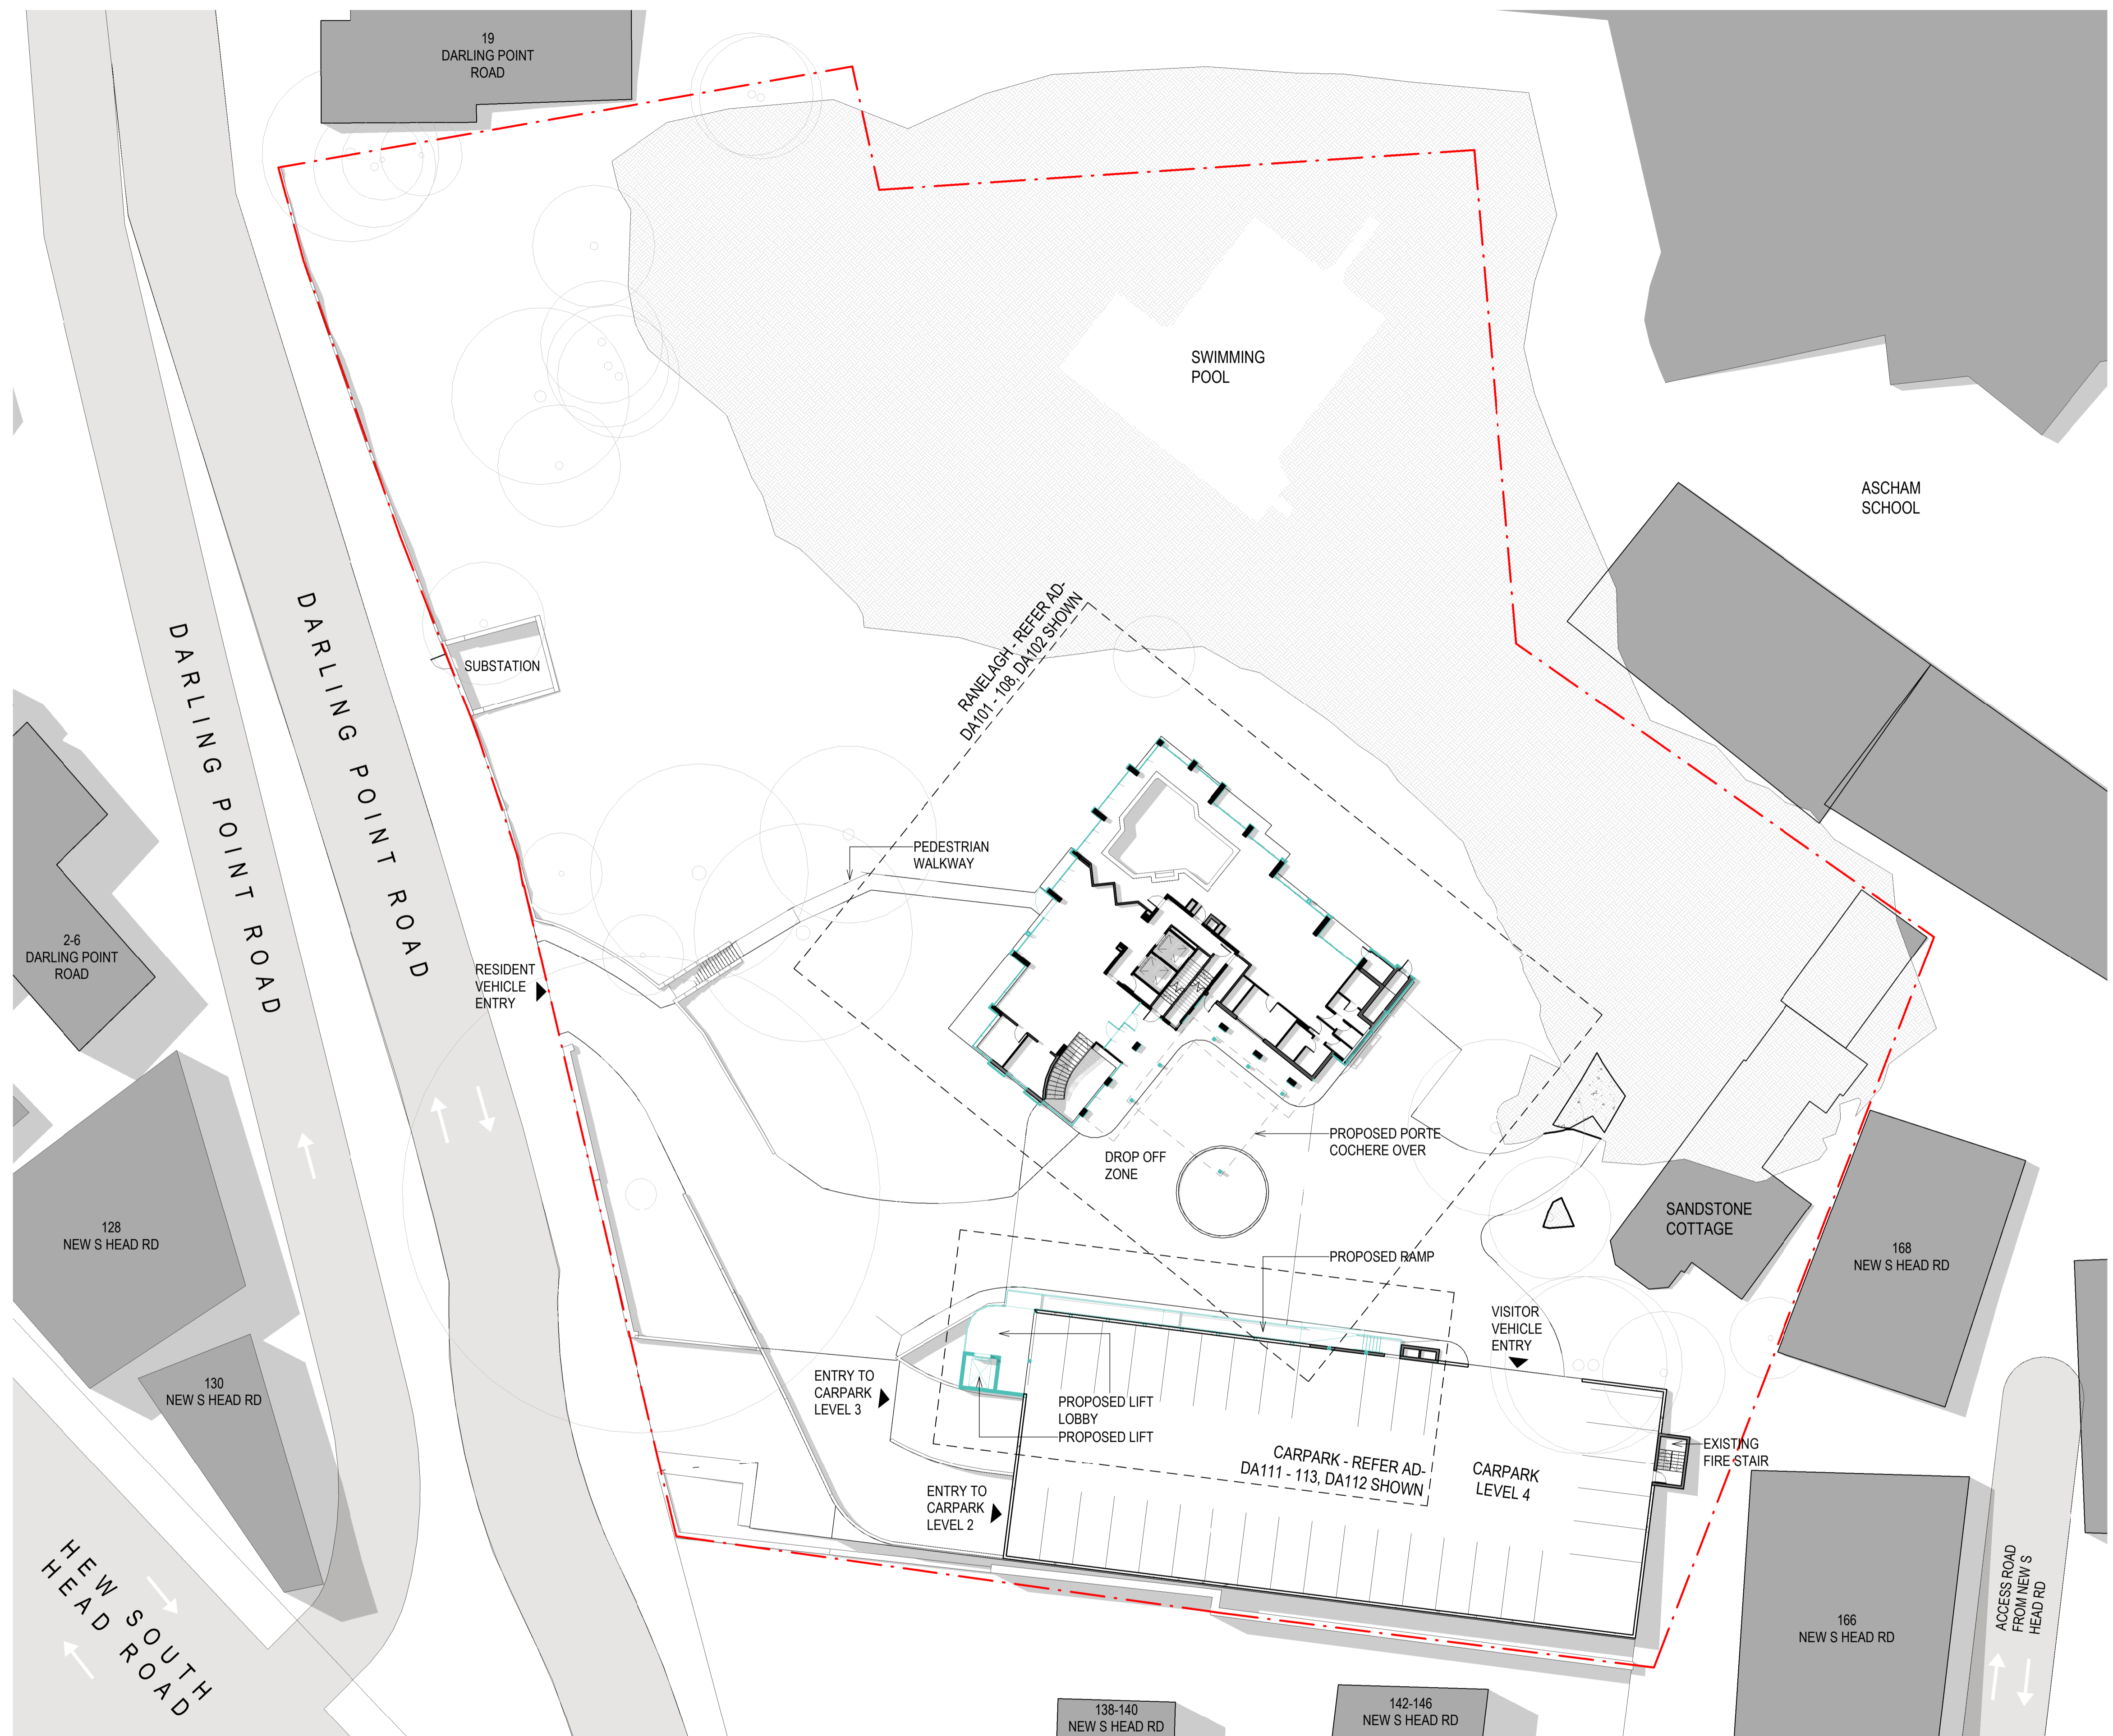 19
DARLING POINT
ROAD
SWIMMING
POOL
ASCHAM
SCHOOL
RANELAGH - REFER AD-
DA101 - 108, DA102 SHOWN
DARLING POINT ROAD
DARLING POINT ROAD
SUBSTATION
PEDESTRIAN
WALKWAY
2-6
DARLING POINT
ROAD
RESIDENT
VEHICLE
ENTRY
PROPOSED PORTE
COCHERE OVER
DROP OFF
ZONE
SANDSTONE
COTTAGE
128
NEW S HEAD RD
168
NEW S HEAD RD
PROPOSED RAMP
VISITOR
VEHICLE
ENTRY
130
NEW S HEAD RD
ENTRY TO
CARPARK
LEVEL 3
PROPOSED LIFT
LOBBY
PROPOSED LIFT
CARPARK - REFER AD-
DA111 - 113, DA112 SHOWN
CARPARK
LEVEL 4
EXISTING
FIRE STAIR
ENTRY TO
CARPARK
LEVEL 2
HEW SOUTH
HEAD ROAD
ACCESS ROAD
FROM NEW S
HEAD RD
166
NEW S HEAD RD
138-140
NEW S HEAD RD
142-146
NEW S HEAD RD